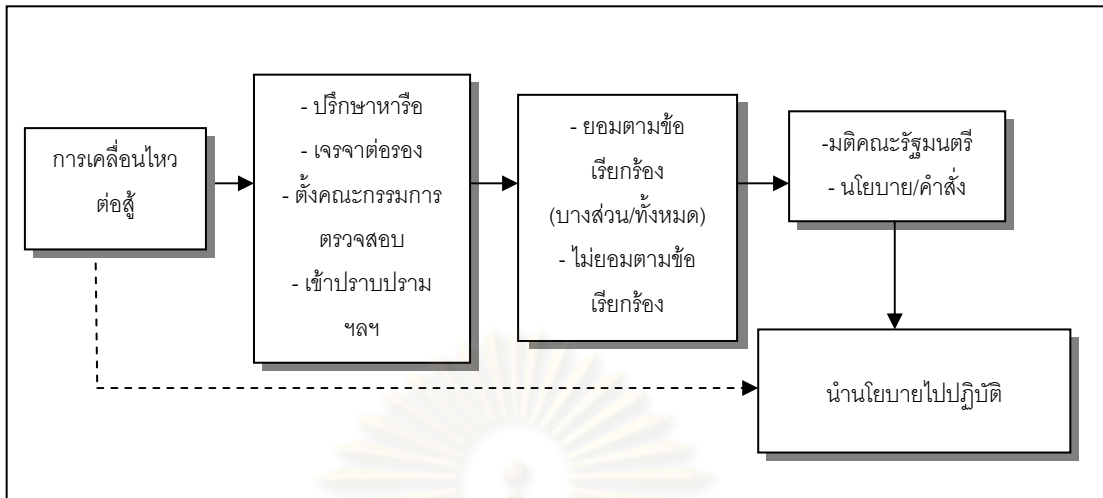 การเคลื่อนไหว
ต่อสู้
- ปรึกษาหารือ
- เจรจาต่อรอง
- ตั้งคณะกรรมการ
ตรวจสอบ
- เข้าปราบปราม
ฯลฯ
- ยอมตามข้อ
เรียกร้อง
(บางส่วน/ทั้งหมด)
- ไม่ยอมตามข้อ
เรียกร้อง
-มติคณะรัฐมนตรี
- นโยบาย/คำสั่ง
นำนโยบายไปปฏิบัติ